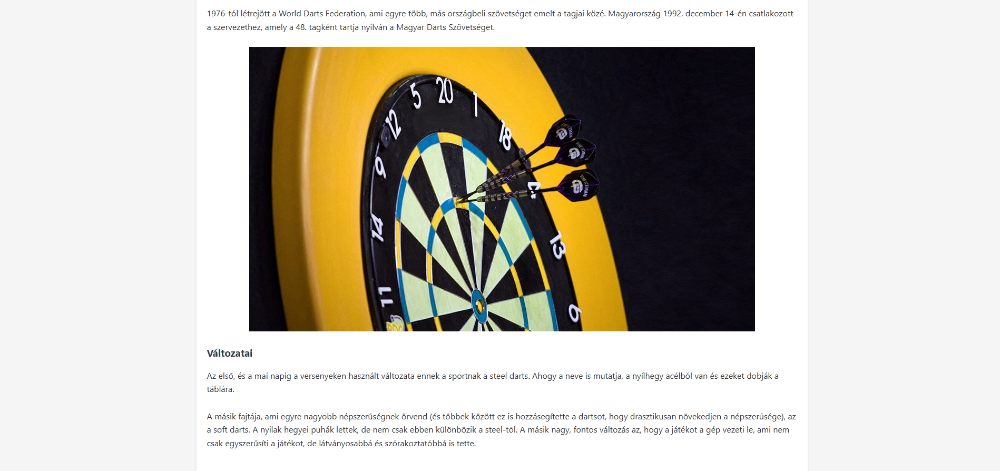 1976-tól létrejött a World Darts Federation, ami egyre több, más országbeli szövetséget emelt a tagjai közé. Magyarország 1992. december 14-én csatlakozott
a szervezethez, amely a 48. tagként tartja nyilván a Magyar Darts Szövetséget.
5 20 1
12 18
THE ICEMAN
THE ICEMAN
9
THE ICEMAN
4
14
13
11
6
PDC
Változatai
Az első, és a mai napig a versenyeken használt változata ennek a sportnak a steel darts. Ahogy a neve is mutatja, a nyílhegy acélból van és ezeket dobják a
táblára.
A másik fajtája, ami egyre nagyobb népszerűségnek örvend (és többek között ez is hozzásegítette a dartsot, hogy drasztikusan növekedjen a népszerűsége), az
a soft darts. A nyilak hegyei puhák lettek, de nem csak ebben különbözik a steel-től. A másik nagy, fontos változás az, hogy a játékot a gép vezeti le, ami nem
csak egyszerűsíti a játékot, de látványosabbá és szórakoztatóbbá is tette.